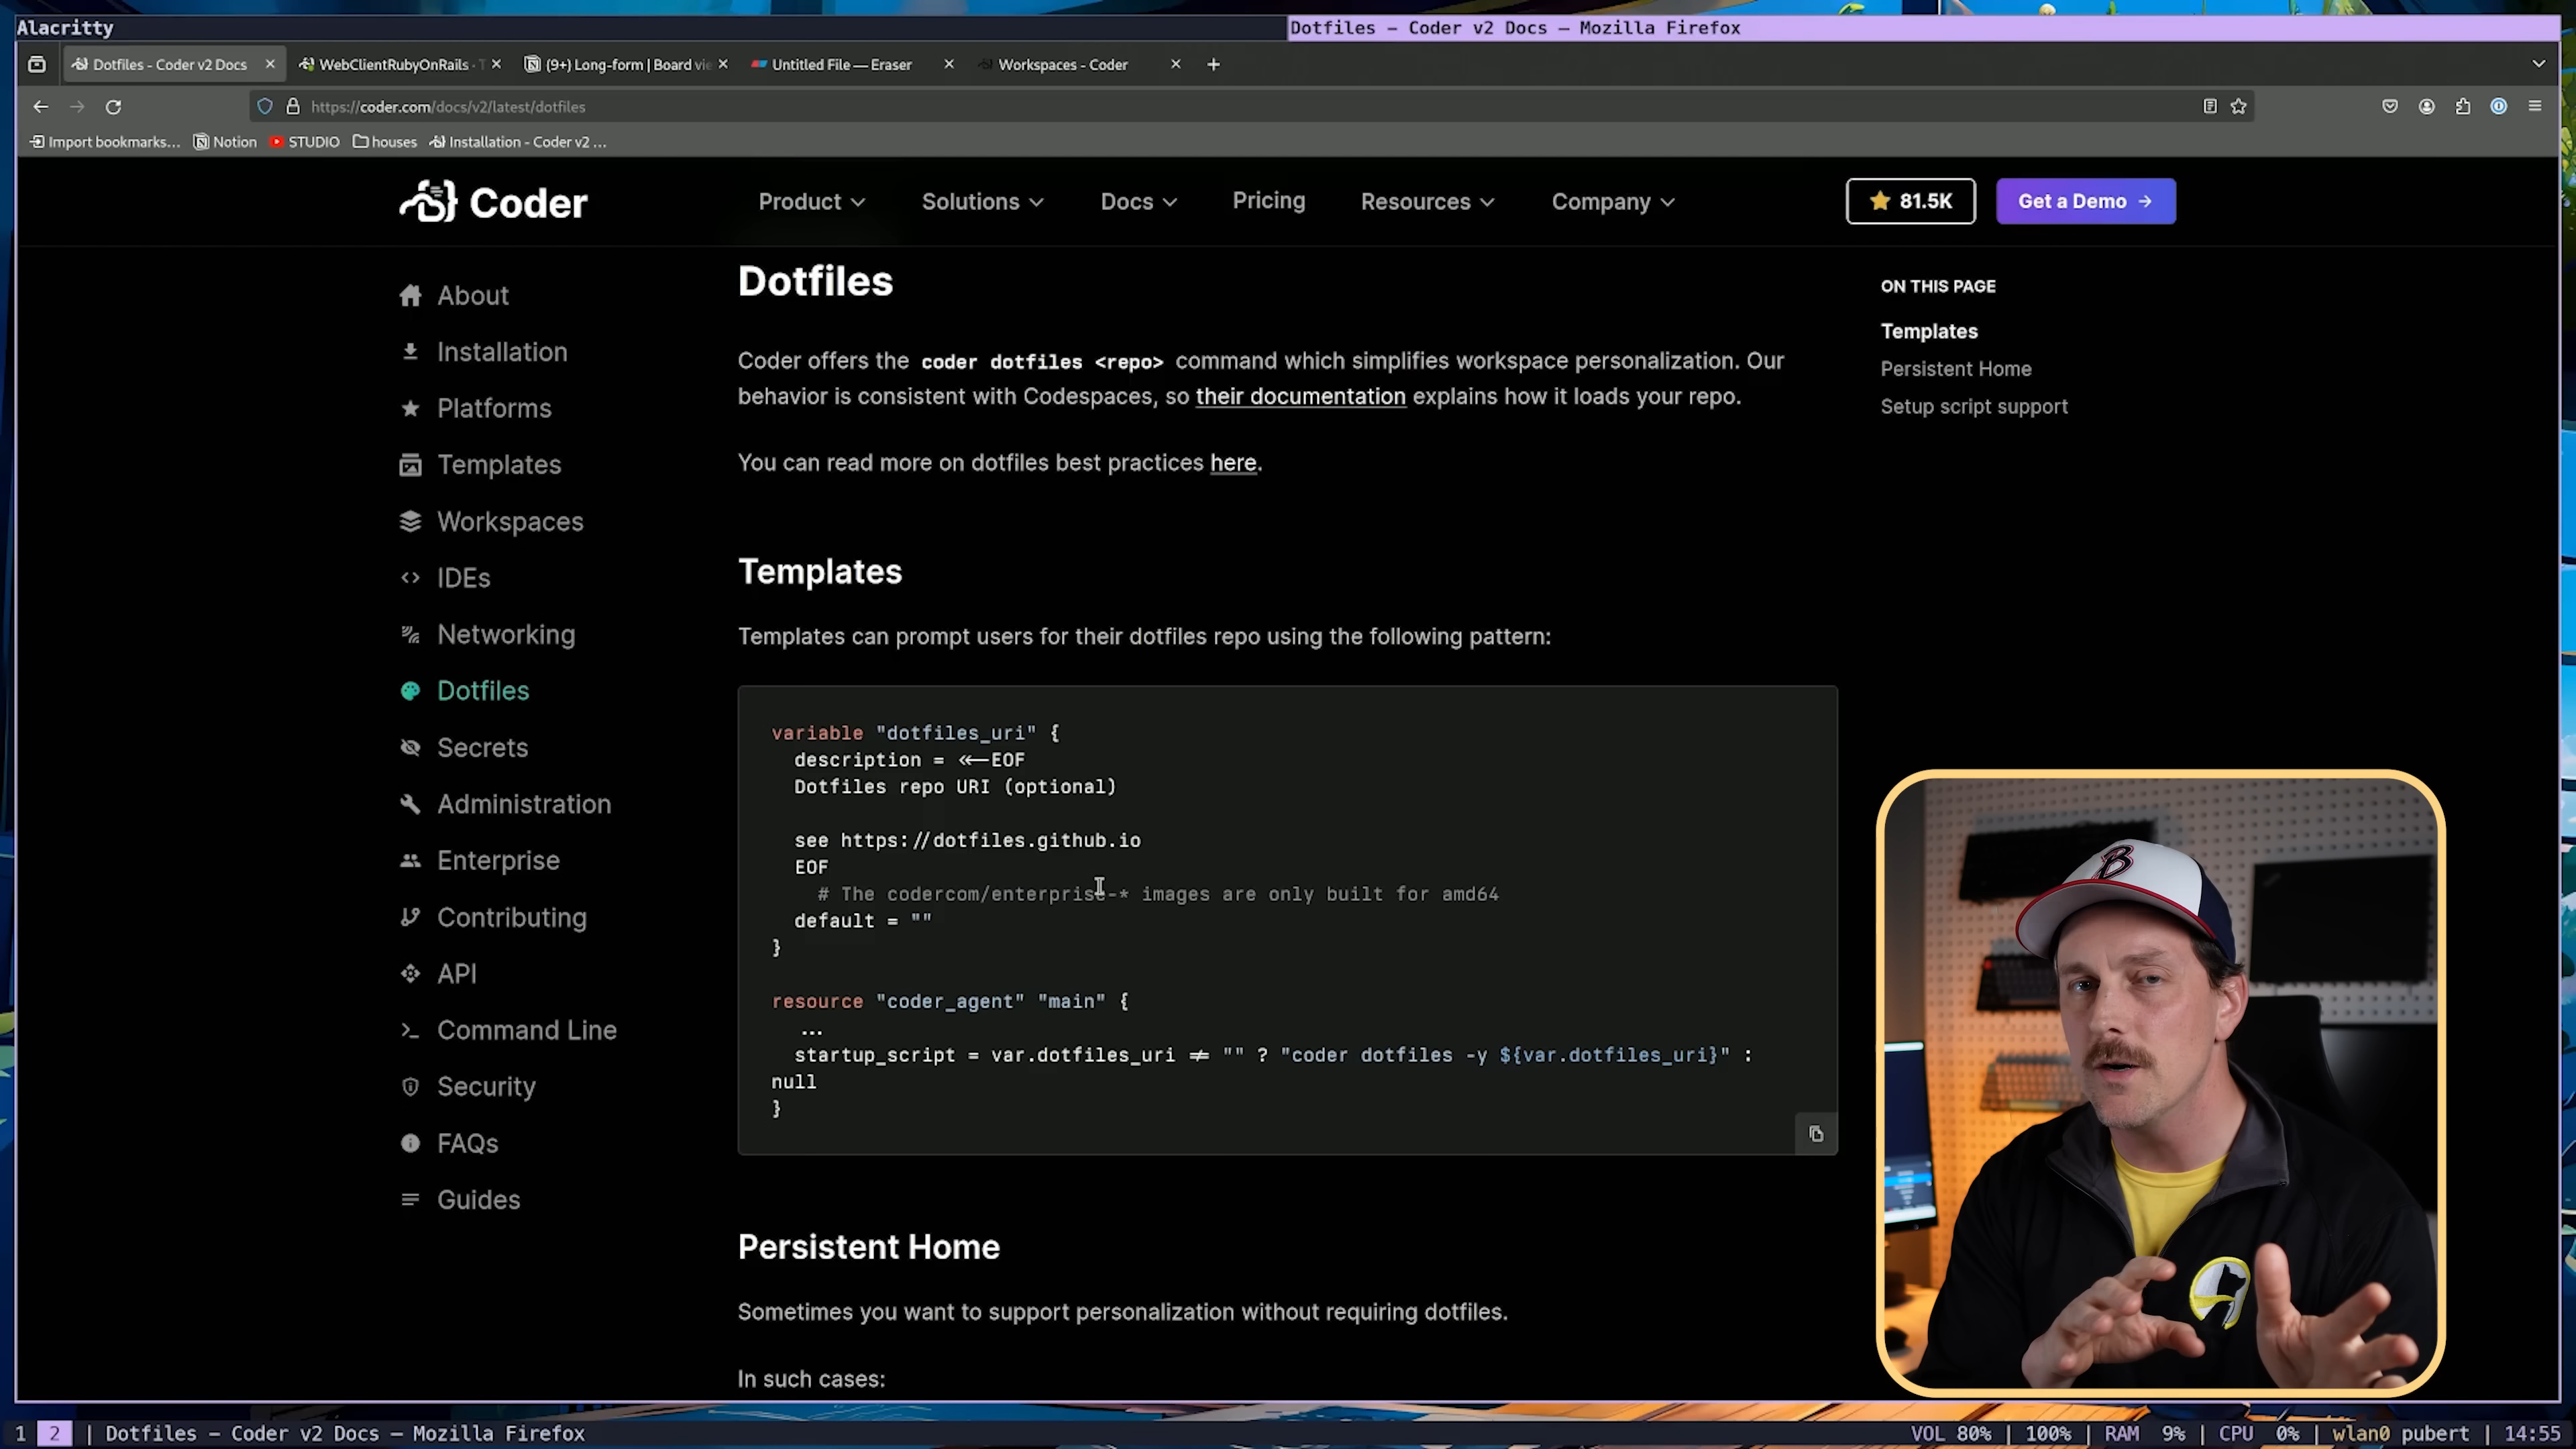 Alacritty
Dotfiles — Coder v2 Docs — Mozilla Firefox
Dotfiles - Coder v2 Docs
WebClientRubyOnRails · T
(9+) Long-form | Board vie
Untitled File — Eraser
Workspaces - Coder
https://coder.com/docs/v2/latest/dotfiles
Import bookmarks...
Notion
STUDIO
houses
Installation - Coder v2 ...
Coder
Product
Solutions
Docs
Pricing
Resources
Company
81.5K
Get a Demo →
About
Installation
Platforms
Templates
Workspaces
IDEs
Networking
Dotfiles
Secrets
Administration
Enterprise
Contributing
API
Command Line
Security
FAQs
Guides
Dotfiles
Coder offers the coder dotfiles <repo> command which simplifies workspace personalization. Our
behavior is consistent with Codespaces, so their documentation explains how it loads your repo.
You can read more on dotfiles best practices here.
Templates
Templates can prompt users for their dotfiles repo using the following pattern:
variable "dotfiles_uri" {
description = <<-EOF
Dotfiles repo URI (optional)
see https://dotfiles.github.io
EOF
# The codercom/enterprise-* images are only built for amd64
default = ""
}
resource "coder_agent" "main" {
...
startup_script = var.dotfiles_uri != "" ? "coder dotfiles -y ${var.dotfiles_uri}" :
null
}
Persistent Home
Sometimes you want to support personalization without requiring dotfiles.
In such cases:
ON THIS PAGE
Templates
Persistent Home
Setup script support
B
1 2 | Dotfiles — Coder v2 Docs — Mozilla Firefox
VOL 80% | 100% | RAM 9% | CPU 0% | wlan0 pubert | 14:55